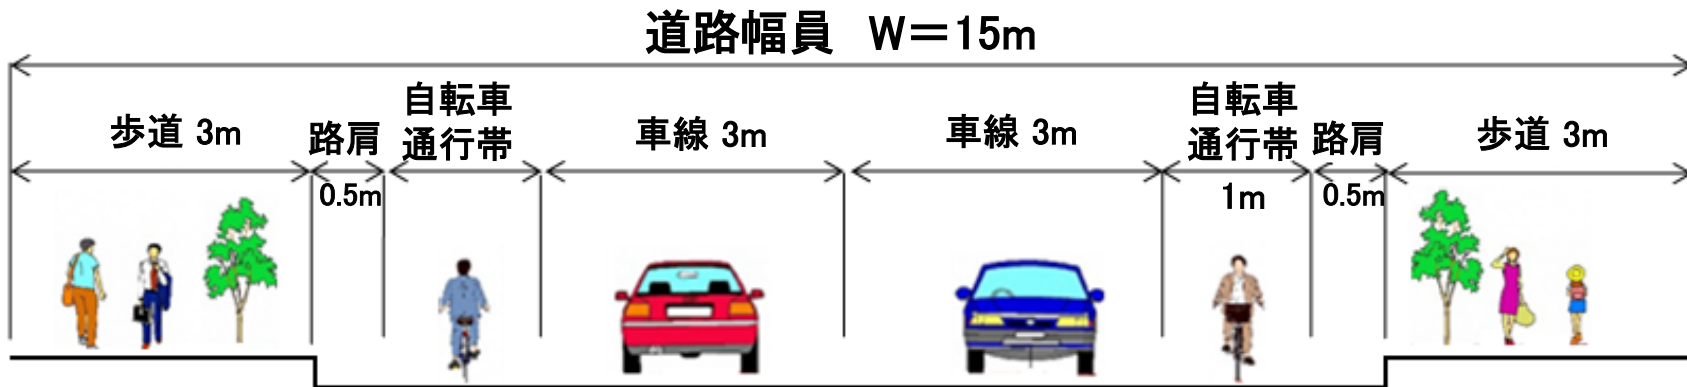 道路幅員 W=15m
歩道 3m
路肩
0.5m
自転車
通行帯
車線 3m
車線 3m
自転車
通行帯
1m
路肩
0.5m
歩道 3m